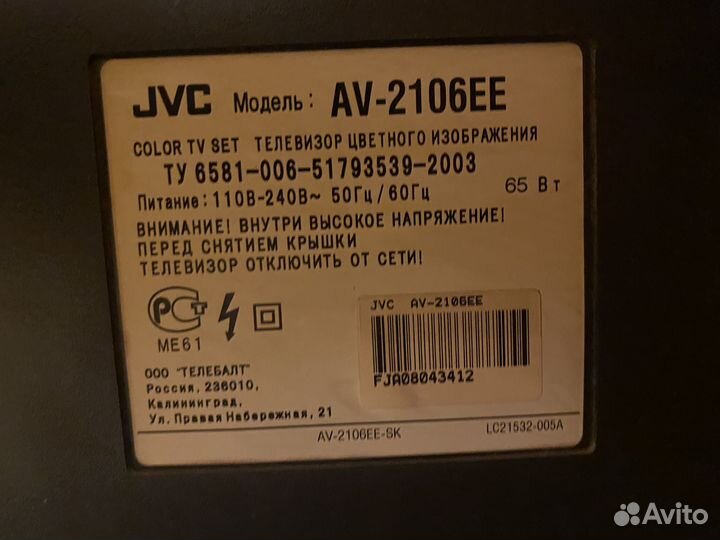 JVC Модель: AV-2106EE
COLOR TV SET ТЕЛЕВИЗОР ЦВЕТНОГО ИЗОБРАЖЕНИЯ
ТУ 6581-006-51793539-2003
Питание: 110В-240В~ 50Гц/60Гц 65 Вт
ВНИМАНИЕ! ВНУТРИ ВЫСОКОЕ НАПРЯЖЕНИЕ!
ПЕРЕД СНЯТИЕМ КРЫШКИ
ТЕЛЕВИЗОР ОТКЛЮЧИТЬ ОТ СЕТИ!
РСТ
ME61
JVC AV-2106EE
FJA08043412
ООО "ТЕЛЕБАЛТ"
Россия, 236010,
Калининград,
Ул. Правая Набережная, 21
AV-2106EE-SK LC21532-005A
Avito